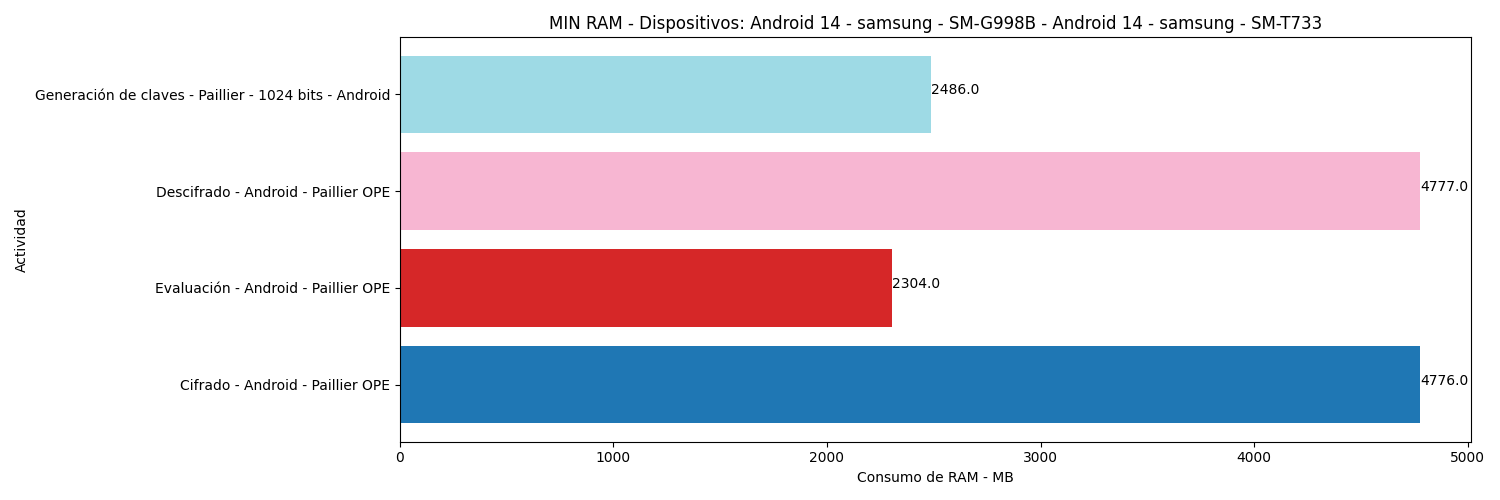 MIN RAM - Dispositivos: Android 14 - samsung - SM-G998B - Android 14 - samsung - SM-T733
Generación de claves - Paillier - 1024 bits - Android
2486.0
Descifrado - Android - Paillier OPE
4777.0
Evaluación - Android - Paillier OPE
2304.0
Cifrado - Android - Paillier OPE
4776.0
Actividad
0 1000 2000 3000 4000 5000
Consumo de RAM - MB